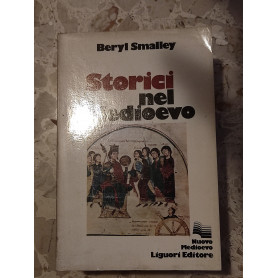 Beryl Smalley
Storici
nel
Medioevo
Nuovo
Medioevo
Liguori Editore